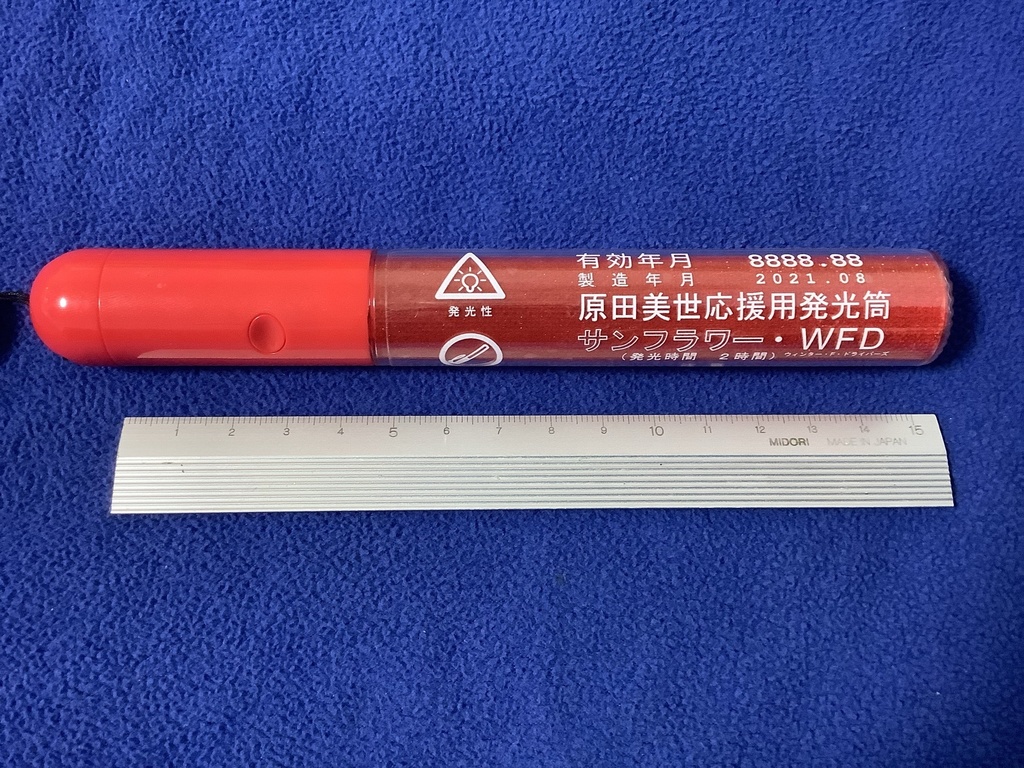 発光性
有効年月 8888.88
製造年月 2021.08
原田美世応援用発光筒
サンフラワー・WFD
(発光時間 2時間) ウィンター・F・ドライバーズ
1 2 3 4 5 6 7 8 9 10 11 12 13 14 15
MIDORI MADE IN JAPAN